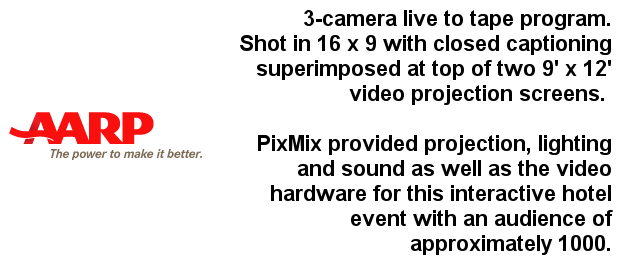 3-camera live to tape program.
Shot in 16 x 9 with closed captioning
superimposed at top of two 9' x 12'
video projection screens.
AARP
The power to make it better.
PixMix provided projection, lighting
and sound as well as the video
hardware for this interactive hotel
event with an audience of
approximately 1000.